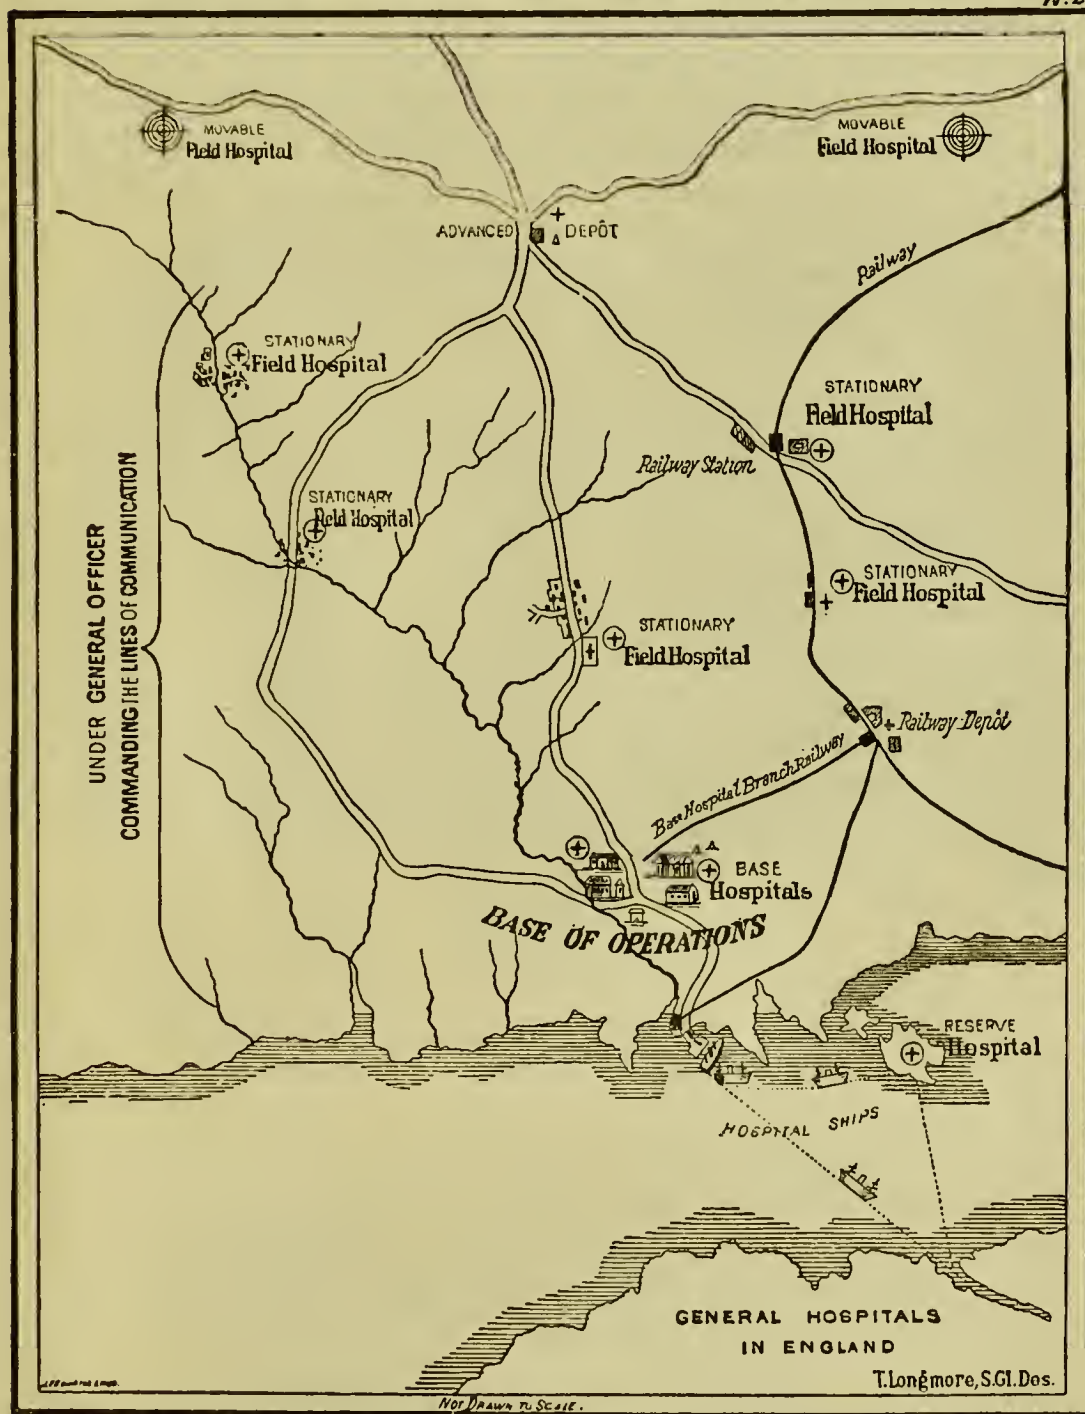 MOVABLE
Field Hospital
MOVABLE
Field Hospital
ADVANCED DEPÔT
Railway
STATIONARY
Field Hospital
STATIONARY
Field Hospital
Railway Station
STATIONARY
Field Hospital
STATIONARY
Field Hospital
STATIONARY
Field Hospital
UNDER GENERAL OFFICER
COMMANDING THE LINES OF COMMUNICATION
Railway Depôt
Base Hospital Branch Railway
BASE
Hospitals
BASE OF OPERATIONS
RESERVE
Hospital
HOSPITAL SHIPS
GENERAL HOSPITALS
IN ENGLAND
T. Longmore, S.Gl. Des.
NOT DRAWN TO SCALE.